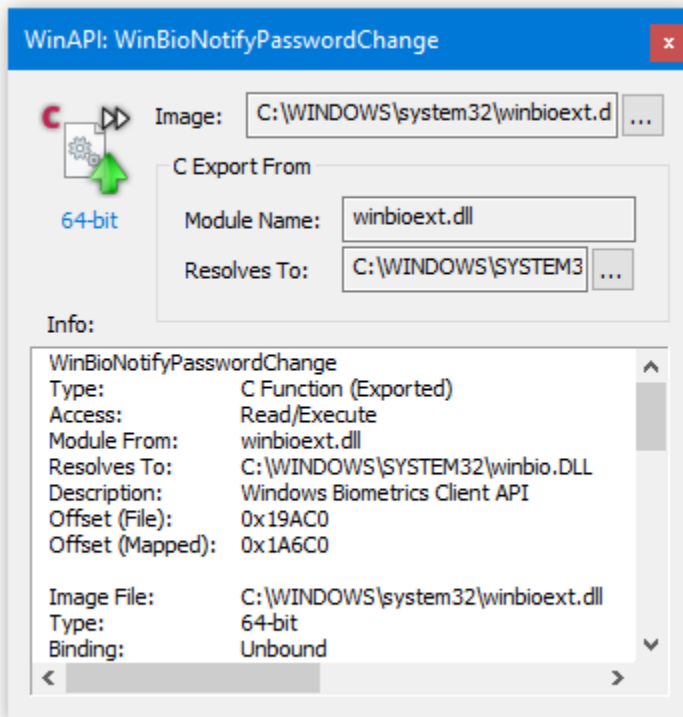 WinAPI: WinBioNotifyPasswordChange
x
C
64-bit
Image: C:\WINDOWS\system32\winbioext.d ...
C Export From
Module Name: winbioext.dll
Resolves To: C:\WINDOWS\SYSTEM3 ...
Info:
WinBioNotifyPasswordChange
Type: C Function (Exported)
Access: Read/Execute
Module From: winbioext.dll
Resolves To: C:\WINDOWS\SYSTEM32\winbio.DLL
Description: Windows Biometrics Client API
Offset (File): 0x19AC0
Offset (Mapped): 0x1A6C0
Image File: C:\WINDOWS\system32\winbioext.dll
Type: 64-bit
Binding: Unbound